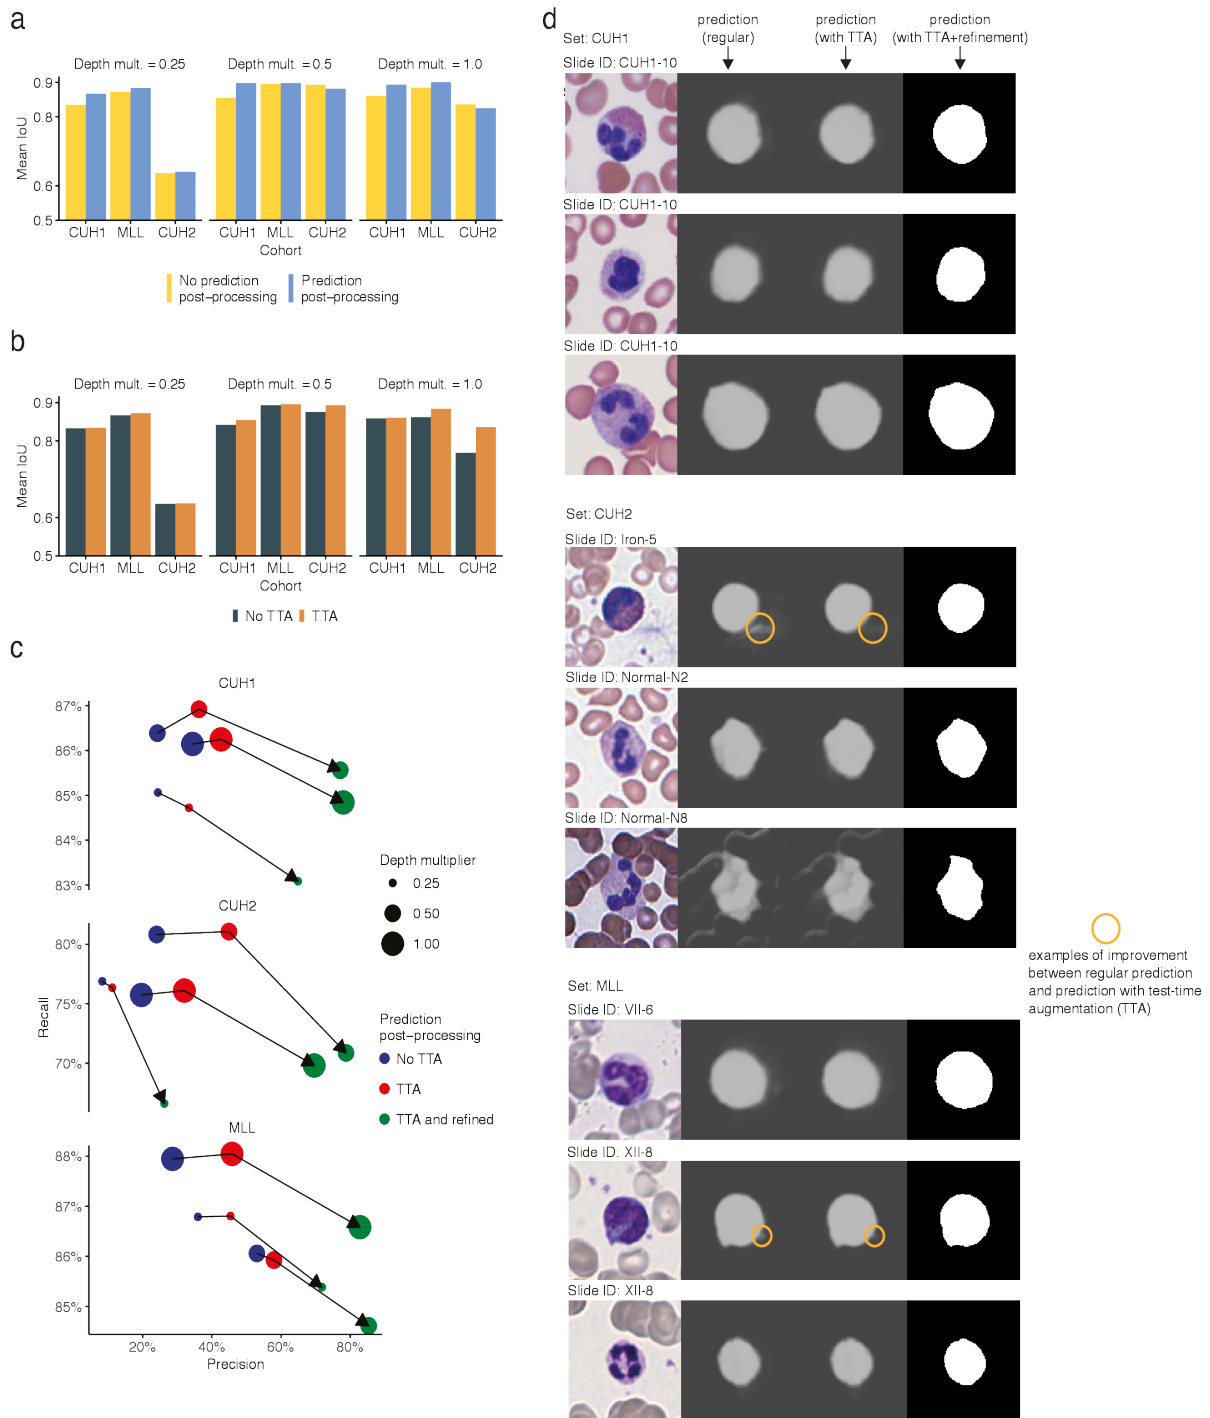 a
Depth mult. = 0.25
Depth mult. = 0.5
Depth mult. = 1.0
Mean IoU
0.9
0.8
0.6
0.5
CUH1 MLL CUH2
CUH1 MLL CUH2
CUH1 MLL CUH2
Cohort
No prediction
post–processing
Prediction
post–processing
b
Depth mult. = 0.25
Depth mult. = 0.5
Depth mult. = 1.0
Mean IoU
0.9
0.8
0.6
0.5
CUH1 MLL CUH2
CUH1 MLL CUH2
CUH1 MLL CUH2
Cohort
No TTA
TTA
c
CUH1
87%
86%
85%
84%
83%
CUH2
80%
75%
70%
MLL
88%
87%
86%
85%
Recall
20% 40% 60% 80%
Precision
Depth multiplier
0.25
0.50
1.00
Prediction
post–processing
No TTA
TTA
TTA and refined
d
prediction
(regular)
prediction
(with TTA)
prediction
(with TTA+refinement)
Set: CUH1
Slide ID: CUH1-10
Slide ID: CUH1-10
Slide ID: CUH1-10
Set: CUH2
Slide ID: Iron-5
Slide ID: Normal-N2
Slide ID: Normal-N8
Set: MLL
Slide ID: VII-6
Slide ID: XII-8
Slide ID: XII-8
examples of improvement
between regular prediction
and prediction with test-time
augmentation (TTA)